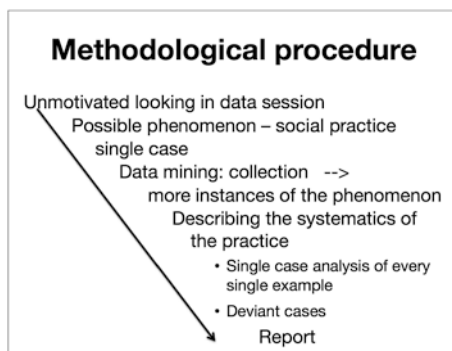 Methodological procedure
Unmotivated looking in data session
Possible phenomenon – social practice
single case
Data mining: collection -->
more instances of the phenomenon
Describing the systematics of
the practice
• Single case analysis of every
single example
• Deviant cases
Report